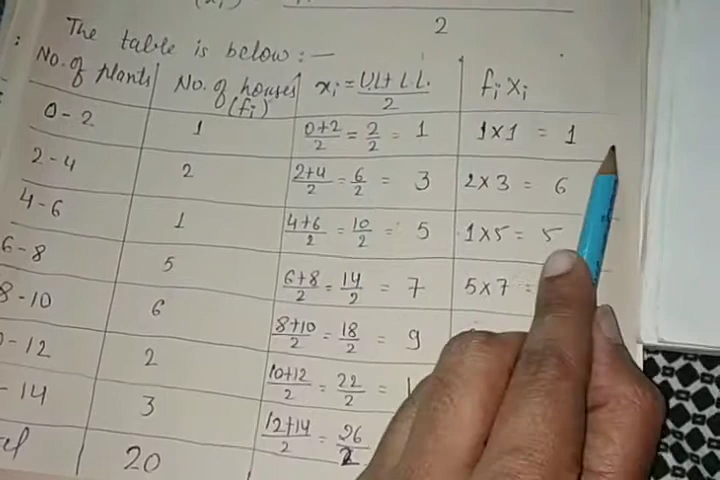 2
The table is below :—
No. of plants No. of houses (fi) xi = UL+LL/2 fi xi
0-2 1 0+2/2 = 2/2 = 1 1×1 = 1
2-4 2 2+4/2 = 6/2 = 3 2×3 = 6
4-6 1 4+6/2 = 10/2 = 5 1×5 = 5
6-8 5 6+8/2 = 14/2 = 7 5×7 =
8-10 6 8+10/2 = 18/2 = 9
-12 2 10+12/2 = 22/2 =
-14 3 12+14/2 = 26/2
20